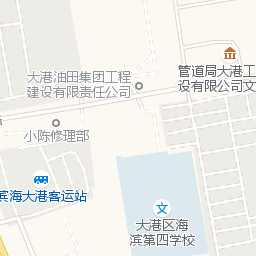 大港油田集团工程
建设有限责任公司
管道局大港工
设有限公司文
小陈修理部
滨海大港客运站
文
大港区海
滨第四学校